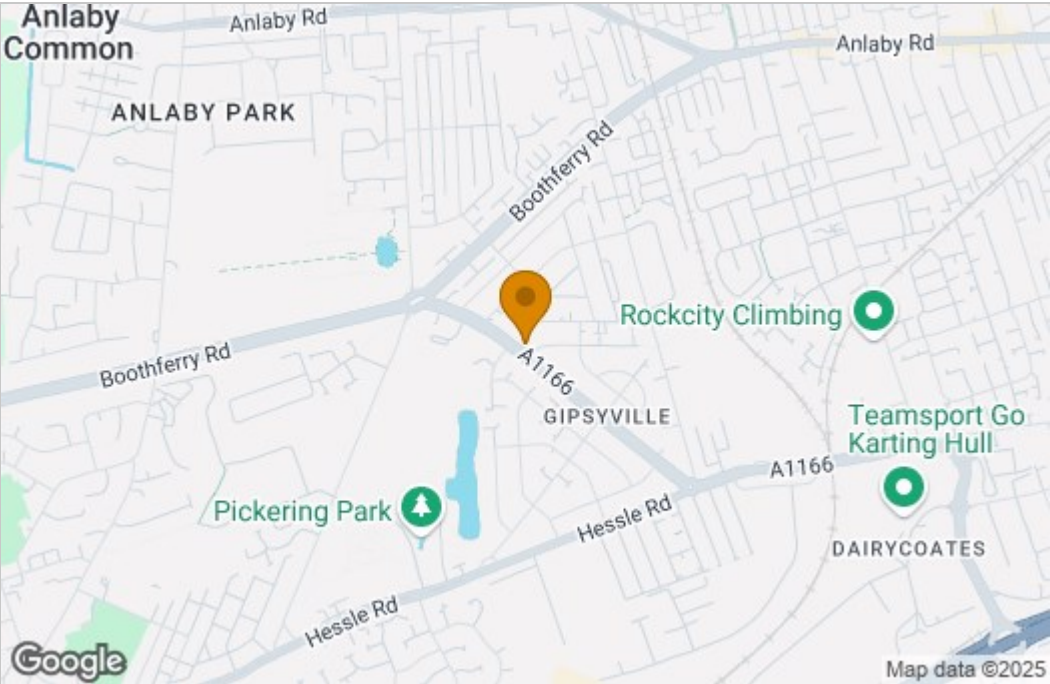 Anlaby
Common
Anlaby Rd
Anlaby Rd
ANLABY PARK
Boothferry Rd
Rockcity Climbing
Boothferry Rd
A1166
GIPSYVILLE
Teamsport Go
Karting Hull
A1166
Pickering Park
Hessle Rd
DAIRYCOATES
Hessle Rd
Google
Map data ©2025